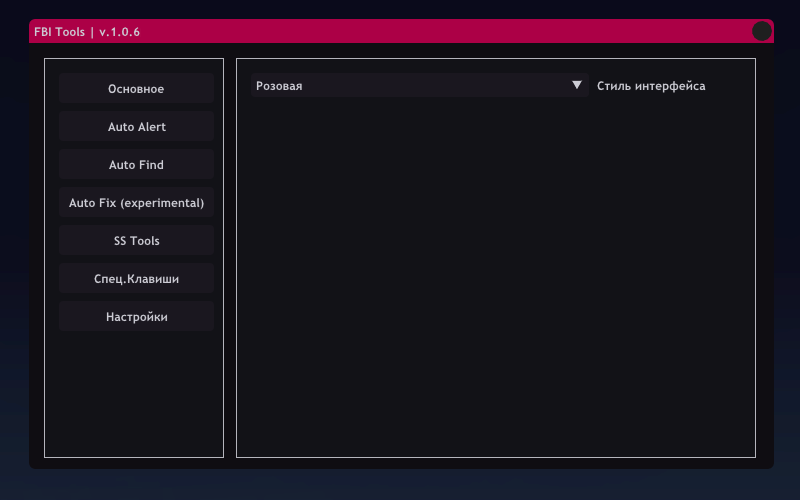 FBI Tools | v.1.0.6
Основное
Auto Alert
Auto Find
Auto Fix (experimental)
SS Tools
Спец.Клавиши
Настройки
Розовая
Стиль интерфейса